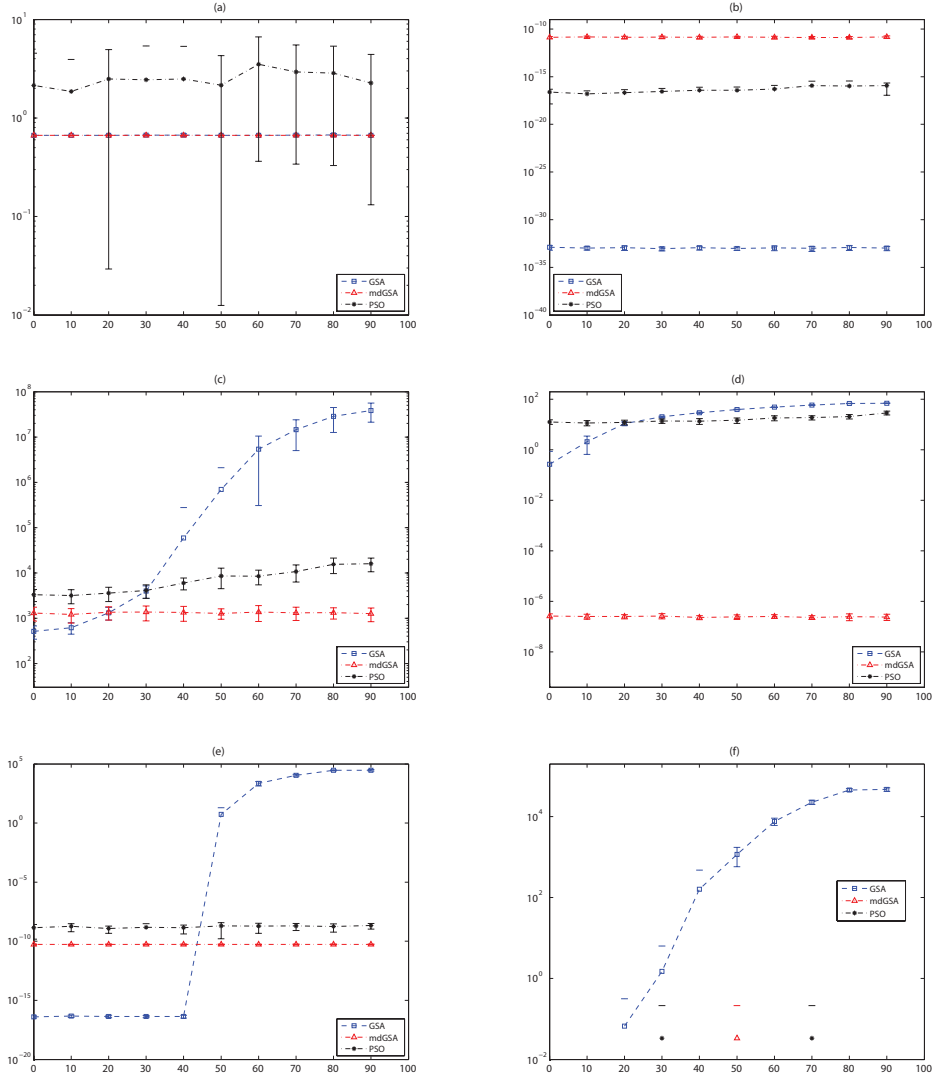 (a)
10^1
10^0
10^-1
10^-2
0 10 20 30 40 50 60 70 80 90 100
GSA
mdGSA
PSO
(b)
10^-10
10^-15
10^-20
10^-25
10^-30
10^-35
10^-40
0 10 20 30 40 50 60 70 80 90 100
GSA
mdGSA
PSO
(c)
10^8
10^7
10^6
10^5
10^4
10^3
10^2
0 10 20 30 40 50 60 70 80 90 100
GSA
mdGSA
PSO
(d)
10^2
10^0
10^-2
10^-4
10^-6
10^-8
0 10 20 30 40 50 60 70 80 90 100
GSA
mdGSA
PSO
(e)
10^5
10^0
10^-5
10^-10
10^-15
10^-20
0 10 20 30 40 50 60 70 80 90 100
GSA
mdGSA
PSO
(f)
10^4
10^2
10^0
10^-2
0 10 20 30 40 50 60 70 80 90 100
GSA
mdGSA
PSO